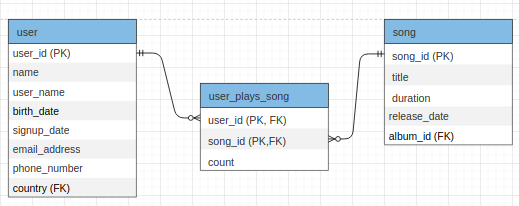 user
user_id (PK)
name
user_name
birth_date
signup_date
email_address
phone_number
country (FK)
user_plays_song
user_id (PK, FK)
song_id (PK,FK)
count
song
song_id (PK)
title
duration
release_date
album_id (FK)